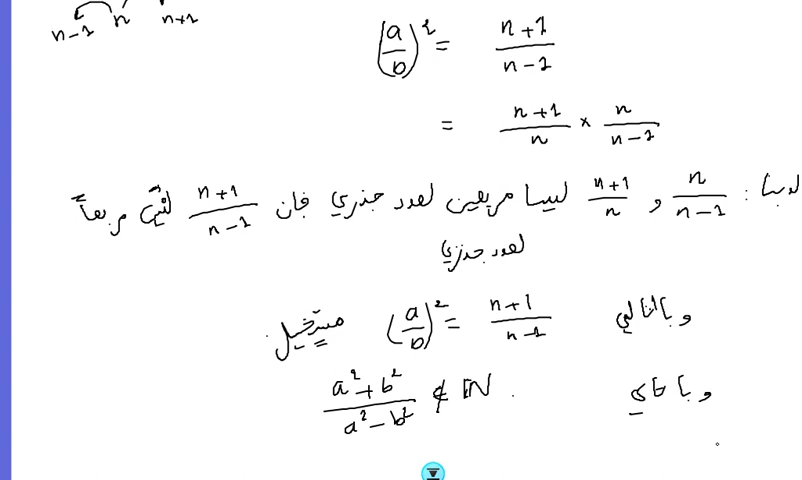 n-1 n n+1
(a/b)² = (n+1)/(n-1)
= (n+1)/n × n/(n-1)
لدينا : n/(n-1) و (n+1)/n ليسا مربعين لعدد جذري فإن (n+1)/(n-1) ليس مربعاً
لعدد جذري
وبالتالي (a/b)² = (n+1)/(n-1) مستحيل.
وبالتالي (a²+b²)/(a²-b²) ∉ ℕ.